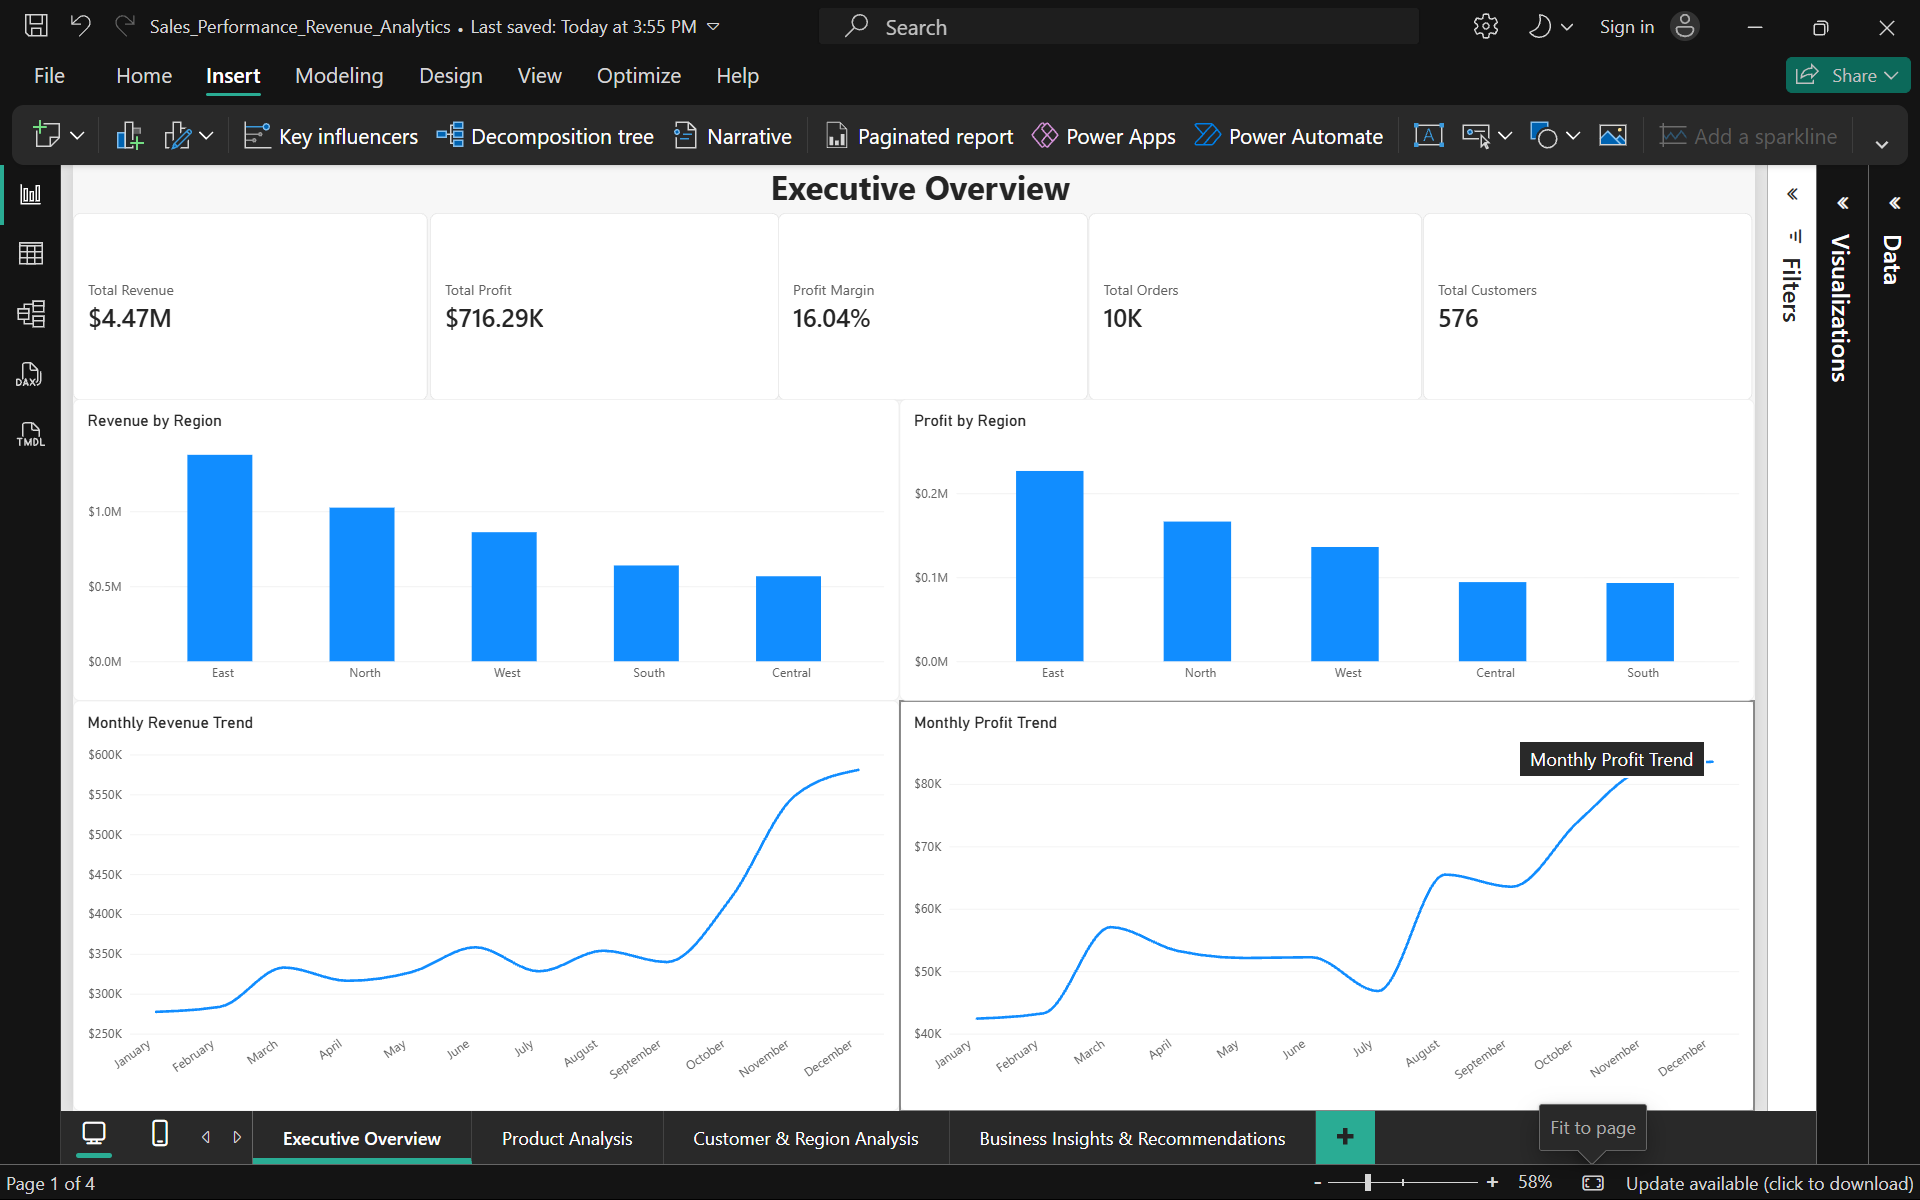 Sales_Performance_Revenue_Analytics • Last saved: Today at 3:55 PM
Search
Sign in
File Home Insert Modeling Design View Optimize Help
Share
Key influencers Decomposition tree Narrative Paginated report Power Apps Power Automate Add a sparkline
DAX
TMDL
Executive Overview
Total Revenue
$4.47M
Total Profit
$716.29K
Profit Margin
16.04%
Total Orders
10K
Total Customers
576
Revenue by Region
$1.0M
$0.5M
$0.0M
East North West South Central
Profit by Region
$0.2M
$0.1M
$0.0M
East North West Central South
Monthly Revenue Trend
$600K
$550K
$500K
$450K
$400K
$350K
$300K
$250K
January February March April May June July August September October November December
Monthly Profit Trend
Monthly Profit Trend
$80K
$70K
$60K
$50K
$40K
January February March April May June July August September October November December
Filters
Visualizations
Data
Executive Overview Product Analysis Customer & Region Analysis Business Insights & Recommendations
Fit to page
Page 1 of 4
58%
Update available (click to download)